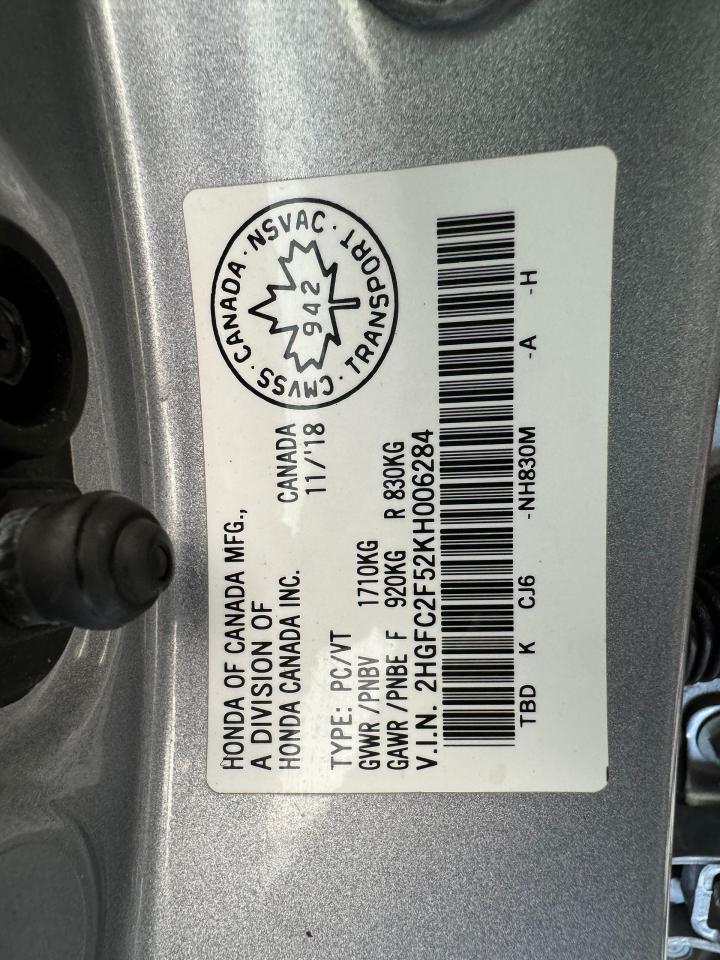 HONDA OF CANADA MFG.,
A DIVISION OF
HONDA CANADA INC.
CANADA
11/'18
TYPE: PC/VT
GVWR /PNBV 1710KG
GAWR /PNBE F 920KG R 830KG
V.I.N. 2HGFC2F52KH006284
TBD K CJ6 -NH830M -A -H
CMVSS · CANADA · NSVAC · TRANSPORT ·
942